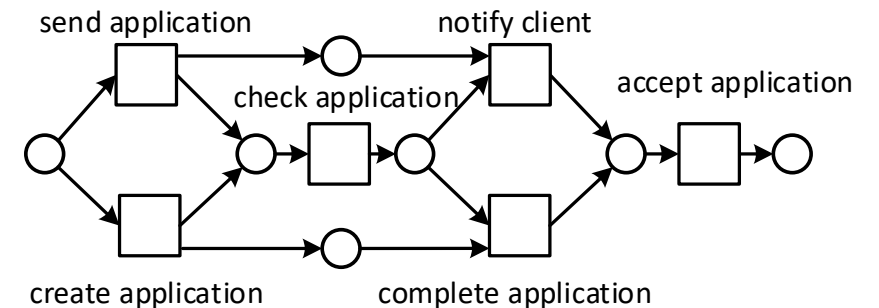 send application
notify client
check application
accept application
create application
complete application